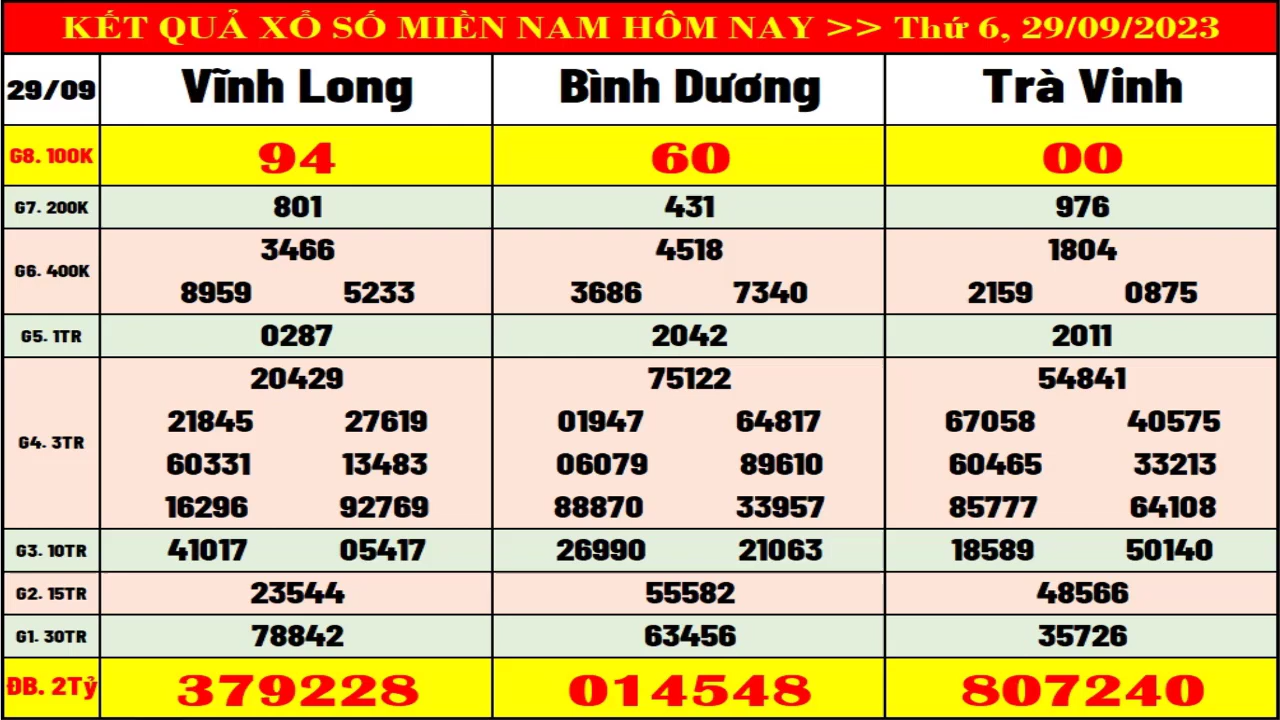 KẾT QUẢ XỔ SỐ MIỀN NAM HÔM NAY >> Thứ 6, 29/09/2023
29/09 Vĩnh Long Bình Dương Trà Vinh
G8. 100K 94 60 00
G7. 200K 801 431 976
3466 4518 1804
G6. 400K
8959 5233 3686 7340 2159 0875
G5. 1TR 0287 2042 2011
20429 75122 54841
21845 27619 01947 64817 67058 40575
G4. 3TR
60331 13483 06079 89610 60465 33213
16296 92769 88870 33957 85777 64108
G3. 10TR 41017 05417 26990 21063 18589 50140
G2. 15TR 23544 55582 48566
G1. 30TR 78842 63456 35726
ĐB. 2Tỷ 379228 014548 807240